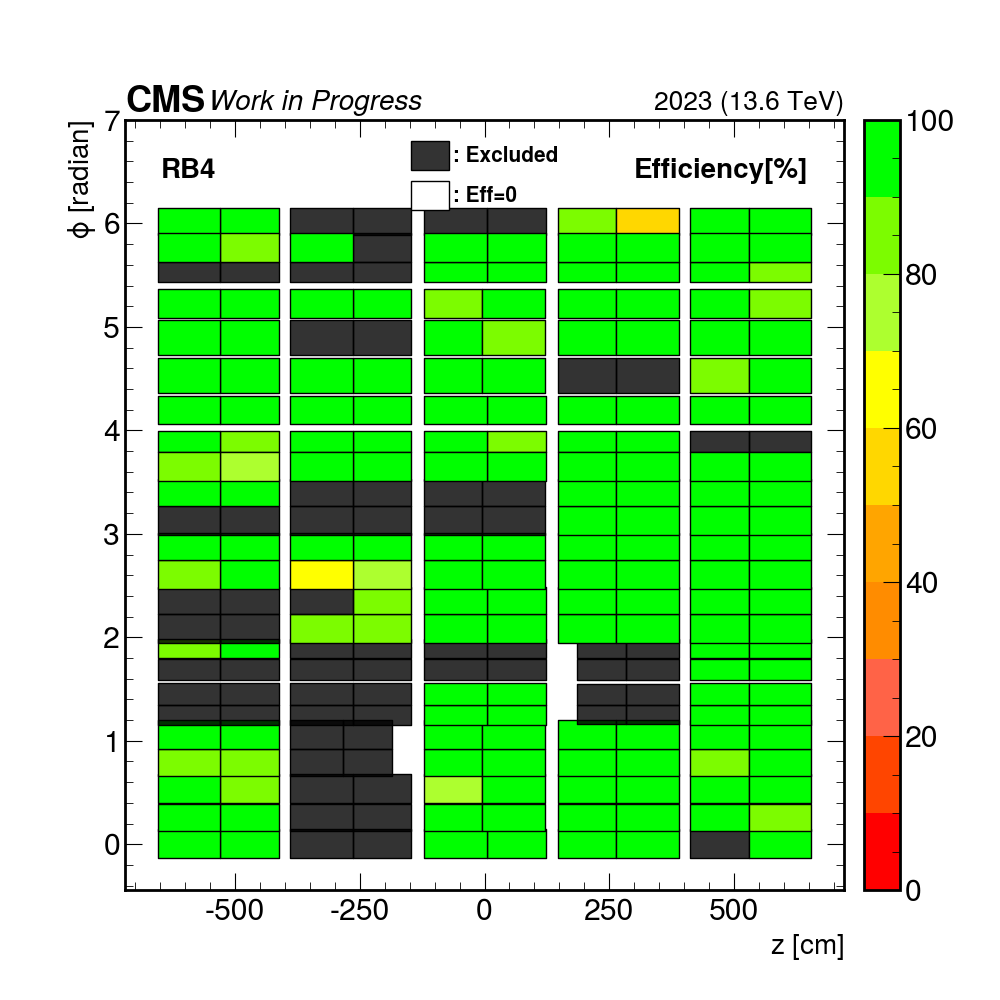 CMS Work in Progress 2023 (13.6 TeV)
RB4
: Excluded
: Eff=0
Efficiency[%]
ϕ [radian]
7
6
5
4
3
2
1
0
-500 -250 0 250 500
z [cm]
100
80
60
40
20
0